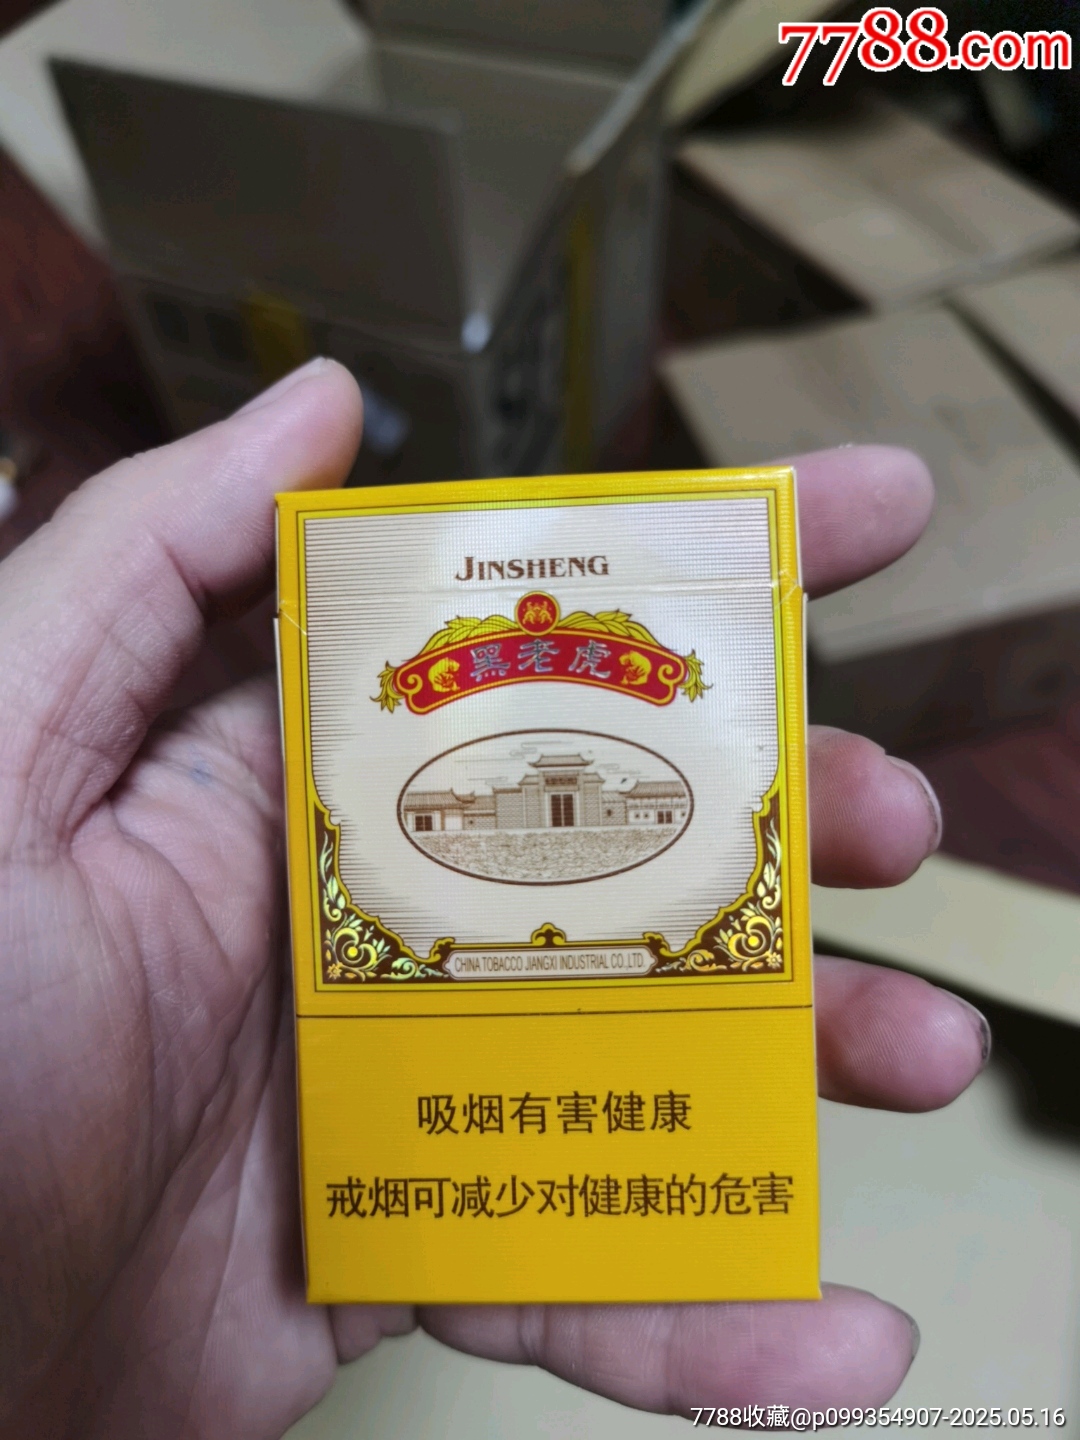 7788.com
JINSHENG
黑老虎
CHINA TOBACCO JIANGXI INDUSTRIAL CO.,LTD.
吸烟有害健康
戒烟可减少对健康的危害
7788收藏@p099354907-2025.05.16